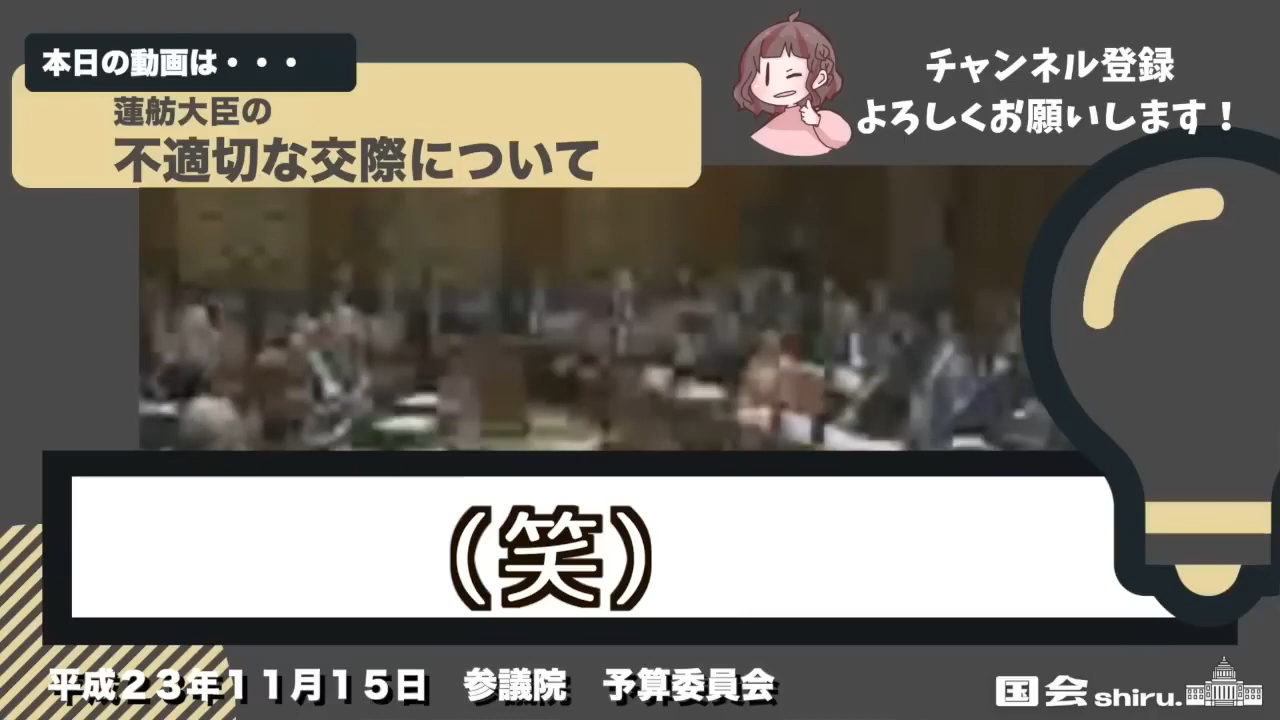 本日の動画は・・・
蓮舫大臣の
不適切な交際について
チャンネル登録
よろしくお願いします！
（笑）
平成２３年１１月１５日　参議院　予算委員会
国会shiru.